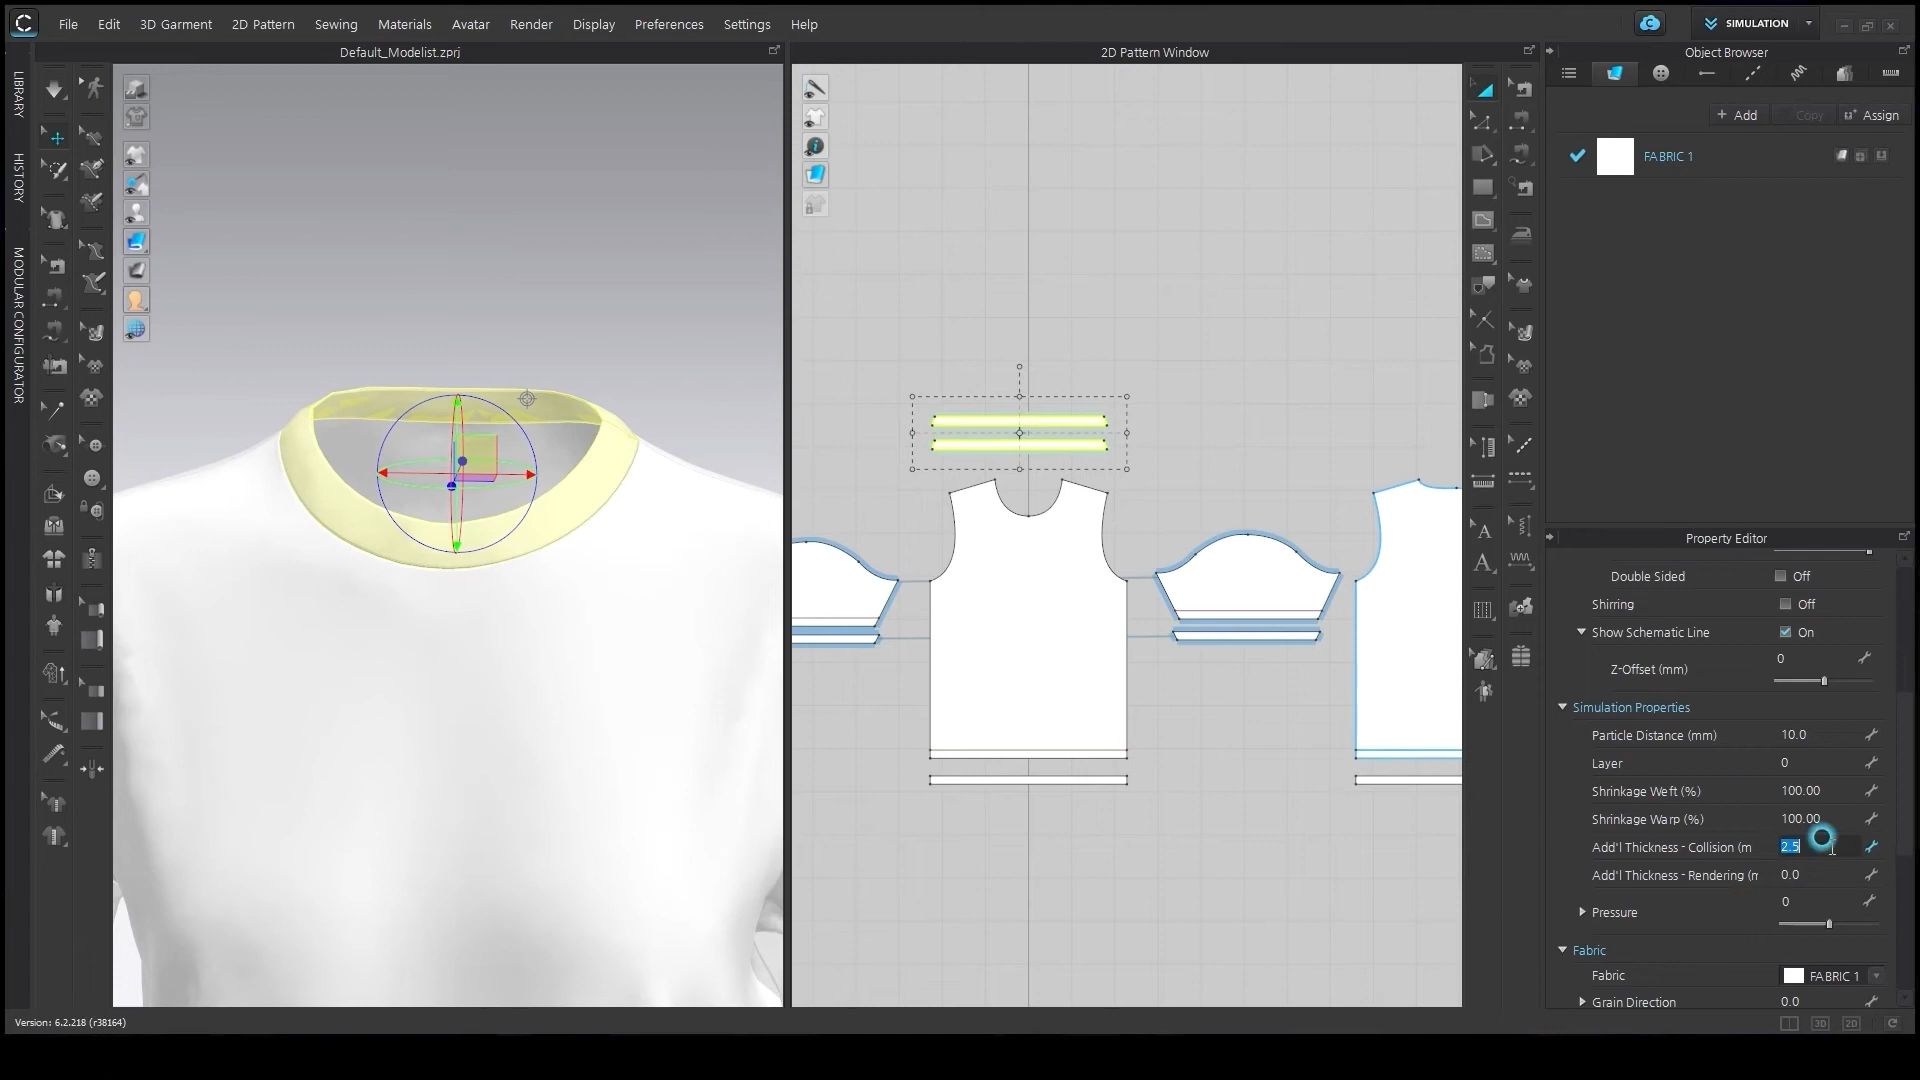 File Edit 3D Garment 2D Pattern Sewing Materials Avatar Render Display Preferences Settings Help
SIMULATION
Default_Modelist.zprj
2D Pattern Window
Object Browser
LIBRARY
HISTORY
MODULAR CONFIGURATOR
+ Add Copy Assign
FABRIC 1
Property Editor
Double Sided Off
Shirring Off
Show Schematic Line On
Z-Offset (mm) 0
Simulation Properties
Particle Distance (mm) 10.0
Layer 0
Shrinkage Weft (%) 100.00
Shrinkage Warp (%) 100.00
Add'l Thickness - Collision (m 2.5
Add'l Thickness - Rendering (m 0.0
Pressure 0
Fabric
Fabric FABRIC 1
Grain Direction 0.0
Version: 6.2.218 (r38164)
3D 2D